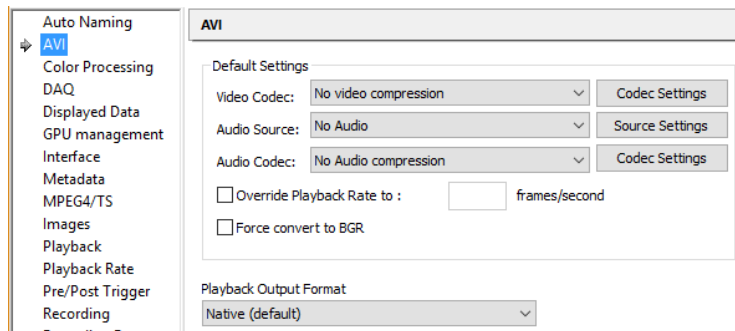 Auto Naming
AVI
Color Processing
DAQ
Displayed Data
GPU management
Interface
Metadata
MPEG4/TS
Images
Playback
Playback Rate
Pre/Post Trigger
Recording
AVI
Default Settings
Video Codec: No video compression Codec Settings
Audio Source: No Audio Source Settings
Audio Codec: No Audio compression Codec Settings
Override Playback Rate to : frames/second
Force convert to BGR
Playback Output Format
Native (default)